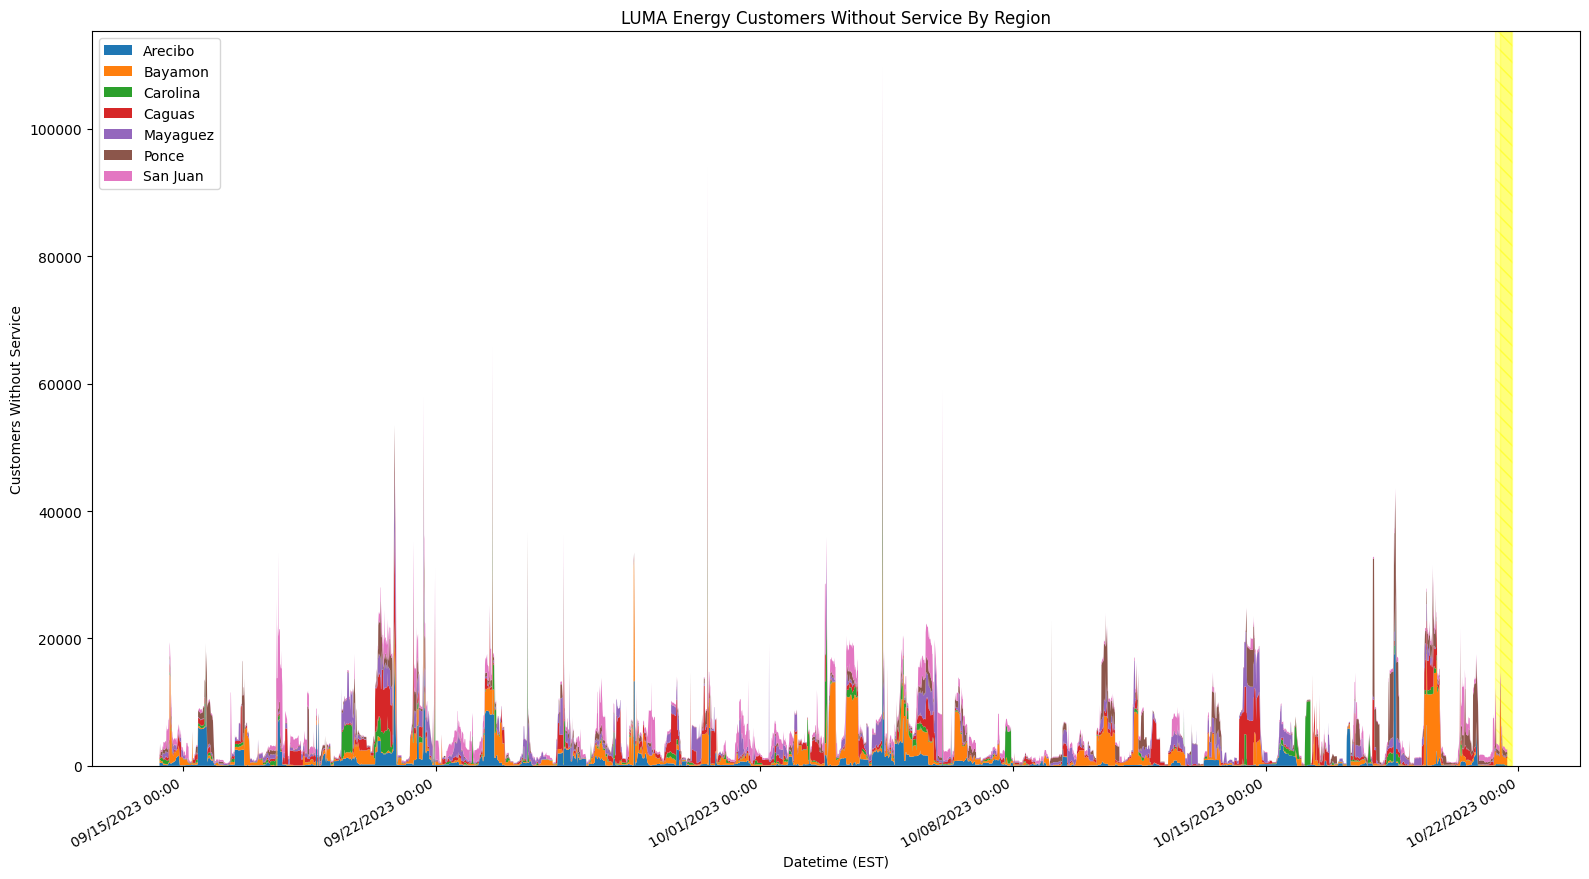 LUMA Energy Customers Without Service By Region
Arecibo
Bayamon
Carolina
Caguas
Mayaguez
Ponce
San Juan
100000
80000
60000
40000
20000
0
Customers Without Service
09/15/2023 00:00
09/22/2023 00:00
10/01/2023 00:00
10/08/2023 00:00
10/15/2023 00:00
10/22/2023 00:00
Datetime (EST)